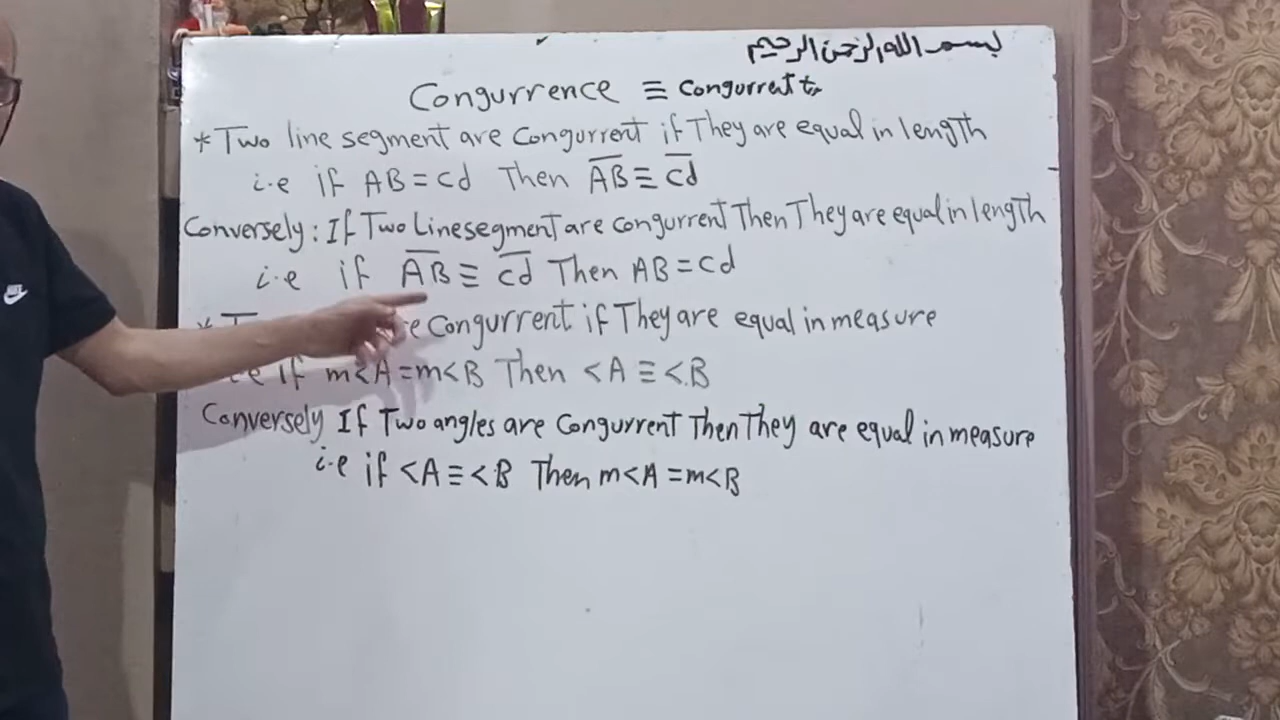 بسم الله الرحمن الرحيم
Congurrence ≡ Congurrent
* Two line segment are Congurrent if They are equal in length
i.e if AB = Cd Then A̅B̅ ≡ c̅d̅
Conversely: If Two Line segment are congurrent Then They are equal in length
i.e if A̅B̅ ≡ c̅d̅ Then AB = Cd
* Congurrent if They are equal in measure
if m<A = m<B Then <A ≡ <B
Conversely If Two angles are Congurrent Then They are equal in measure
i.e if <A ≡ <B Then m<A = m<B